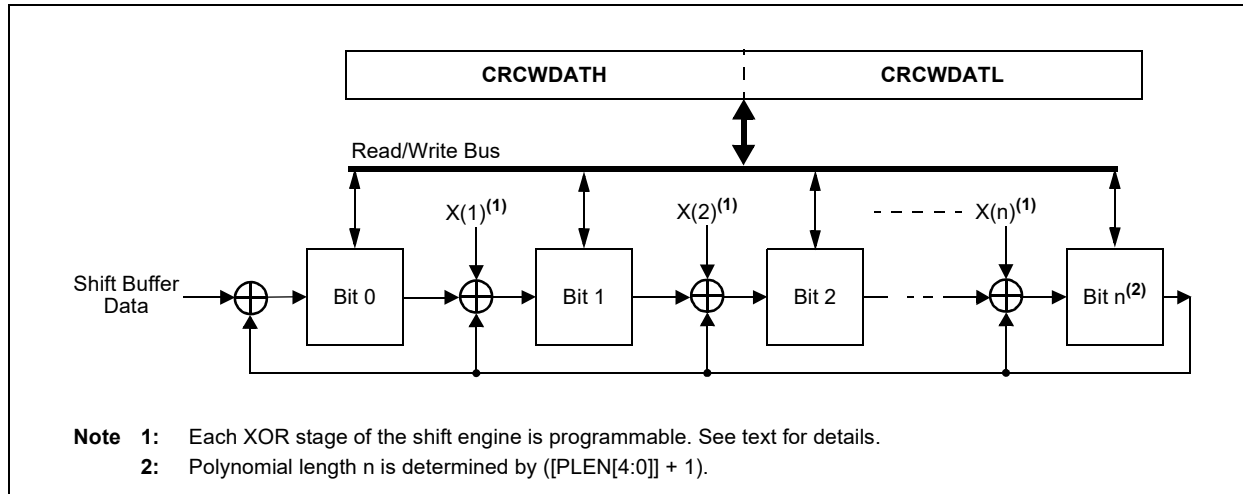 CRCWDATH CRCWDATL
Read/Write Bus
X(1)(1) X(2)(1) X(n)(1)
Shift Buffer
Data
Bit 0 Bit 1 Bit 2 Bit n(2)
Note 1: Each XOR stage of the shift engine is programmable. See text for details.
2: Polynomial length n is determined by ([PLEN[4:0]] + 1).